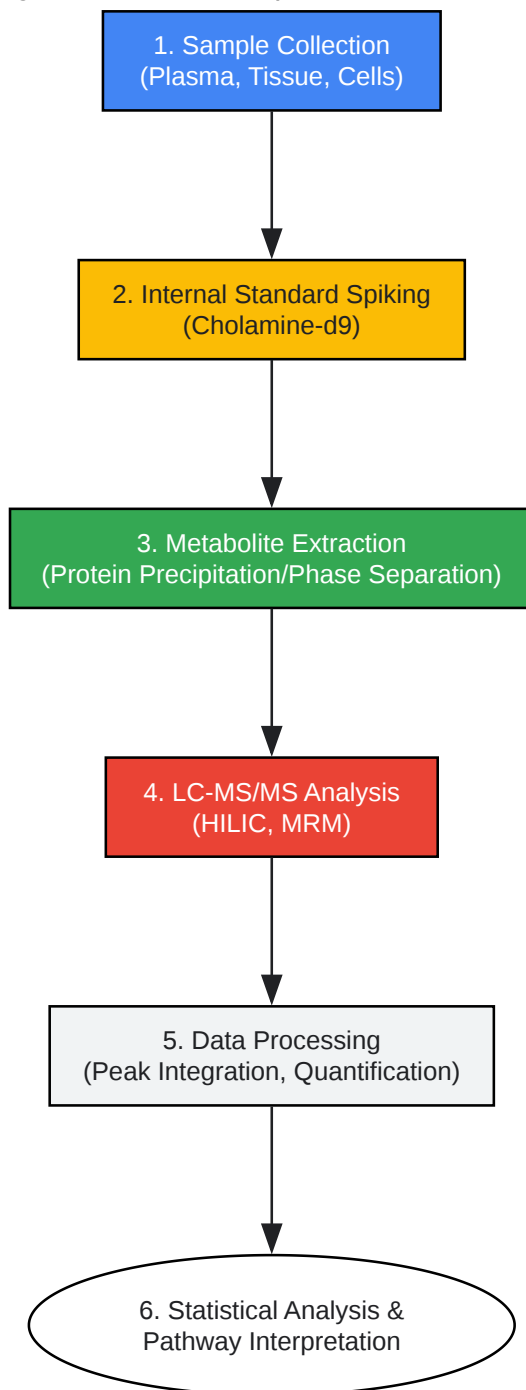 1. Sample Collection
(Plasma, Tissue, Cells)
2. Internal Standard Spiking
(Cholamine-d9)
3. Metabolite Extraction
(Protein Precipitation/Phase Separation)
4. LC-MS/MS Analysis
(HILIC, MRM)
5. Data Processing
(Peak Integration, Quantification)
6. Statistical Analysis &
Pathway Interpretation